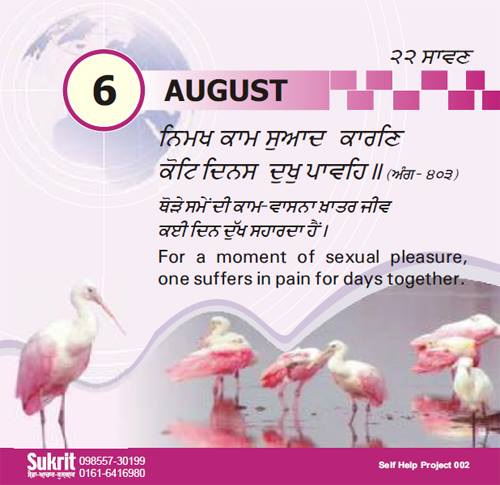 ੨੨ ਸਾਵਣ
6 AUGUST
ਨਿਮਖ ਕਾਮ ਸੁਆਦ ਕਾਰਣਿ
ਕੋਟਿ ਦਿਨਸ ਦੁਖੁ ਪਾਵਹਿ॥ (ਅੰਗ- ੪੦੩)
ਥੋੜੇ ਸਮੇਂ ਦੀ ਕਾਮ-ਵਾਸਨਾ ਖ਼ਾਤਰ ਜੀਵ
ਕਈ ਦਿਨ ਦੁੱਖ ਸਹਾਰਦਾ ਹੈਂ।
For a moment of sexual pleasure,
one suffers in pain for days together.
Sukrit 098557-30199
0161-6416980
Self Help Project 002